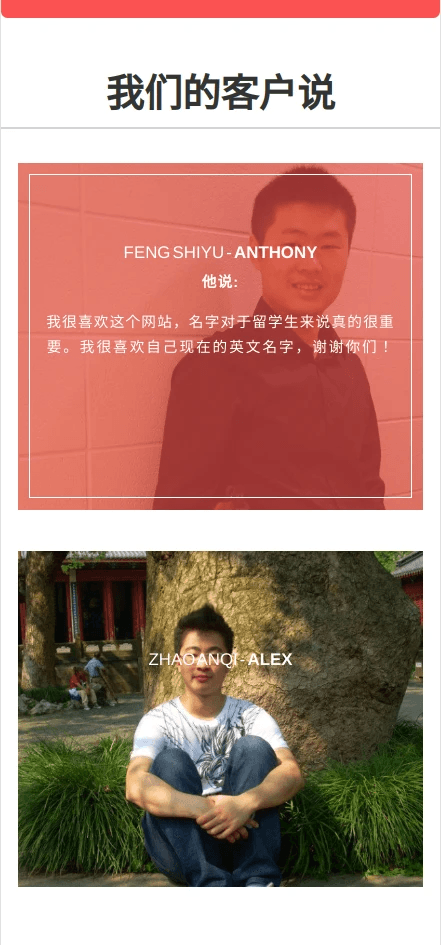 我们的客户说
FENG SHIYU - ANTHONY
他说:
我很喜欢这个网站，名字对于留学生来说真的很重
要。我很喜欢自己现在的英文名字，谢谢你们！
ZHAOANQI - ALEX